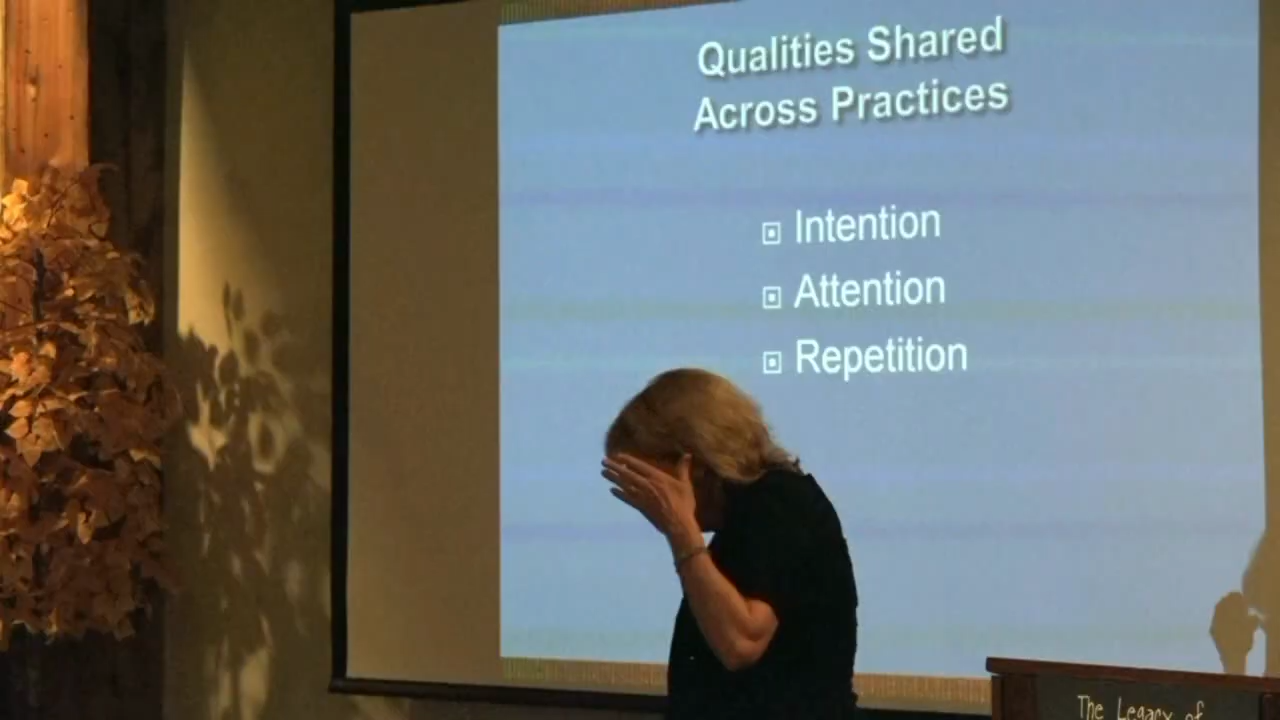 Qualities Shared
Across Practices
Intention
Attention
Repetition
The Legacy of